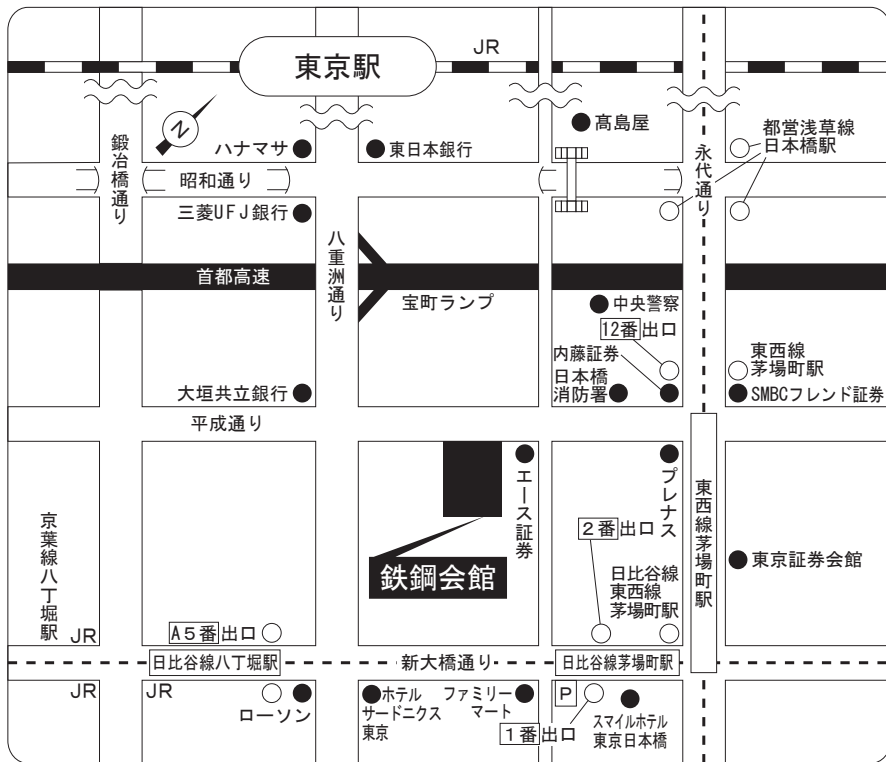 JR
東京駅
N
髙島屋
都営浅草線
日本橋駅
ハナマサ
東日本銀行
鍛冶橋通り
昭和通り
永代通り
三菱UFJ銀行
八重洲通り
首都高速
宝町ランプ
中央警察
12番出口
内藤証券
日本橋
消防署
東西線
茅場町駅
大垣共立銀行
SMBCフレンド証券
平成通り
エース証券
プレナス
東西線茅場町駅
京葉線八丁堀駅
2番出口
鉄鋼会館
日比谷線
東西線
茅場町駅
東京証券会館
JR
A5番出口
日比谷線八丁堀駅
新大橋通り
日比谷線茅場町駅
JR
JR
ローソン
ホテル
サードニクス
東京
ファミリー
マート
P
1番出口
スマイルホテル
東京日本橋